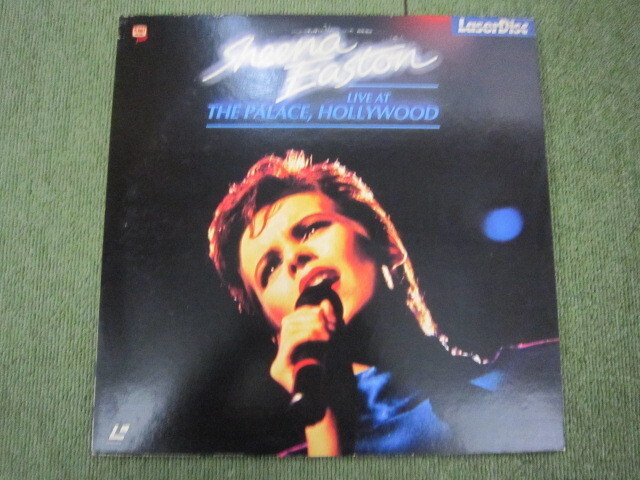 LaserDisc
Sheena
Easton
LIVE AT
THE PALACE, HOLLYWOOD